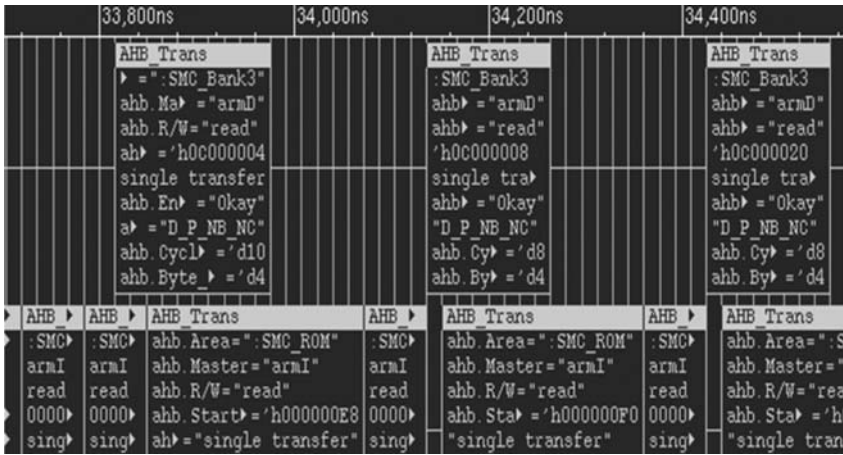 33,800ns 34,000ns 34,200ns 34,400ns
AHB_Trans
=":SMC_Bank3"
ahb.Ma ="armD"
ahb.R/W="read"
ah ='h0C000004
single transfer
ahb.En ="Okay"
a ="D_P_NB_NC"
ahb.Cycl ='d10
ahb.Byte_ ='d4
AHB_Trans
:SMC_Bank3
ahb ="armD"
ahb ="read"
'h0C000008
single tra
ahb ="Okay"
"D_P_NB_NC"
ahb.Cy ='d8
ahb.By ='d4
AHB_Trans
:SMC_Bank3
ahb ="armD"
ahb ="read"
'h0C000020
single tra
ahb ="Okay"
"D_P_NB_NC"
ahb.Cy ='d8
ahb.By ='d4
AHB_
:SMC
armI
read
0000
sing
AHB_
:SMC
armI
read
0000
sing
AHB_Trans
ahb.Area=":SMC_ROM"
ahb.Master="armI"
ahb.R/W="read"
ahb.Start ='h000000E8
ah ="single transfer"
AHB_
:SMC
armI
read
0000
sing
AHB_Trans
ahb.Area=":SMC_ROM"
ahb.Master="armI"
ahb.R/W="read"
ahb.Sta ='h000000F0
"single transfer"
AHB_
:SMC
armI
read
0000
sing
AHB_Trans
ahb.Area=":S
ahb.Master="
ahb.R/W="rea
ahb.Sta ='h
"single tran